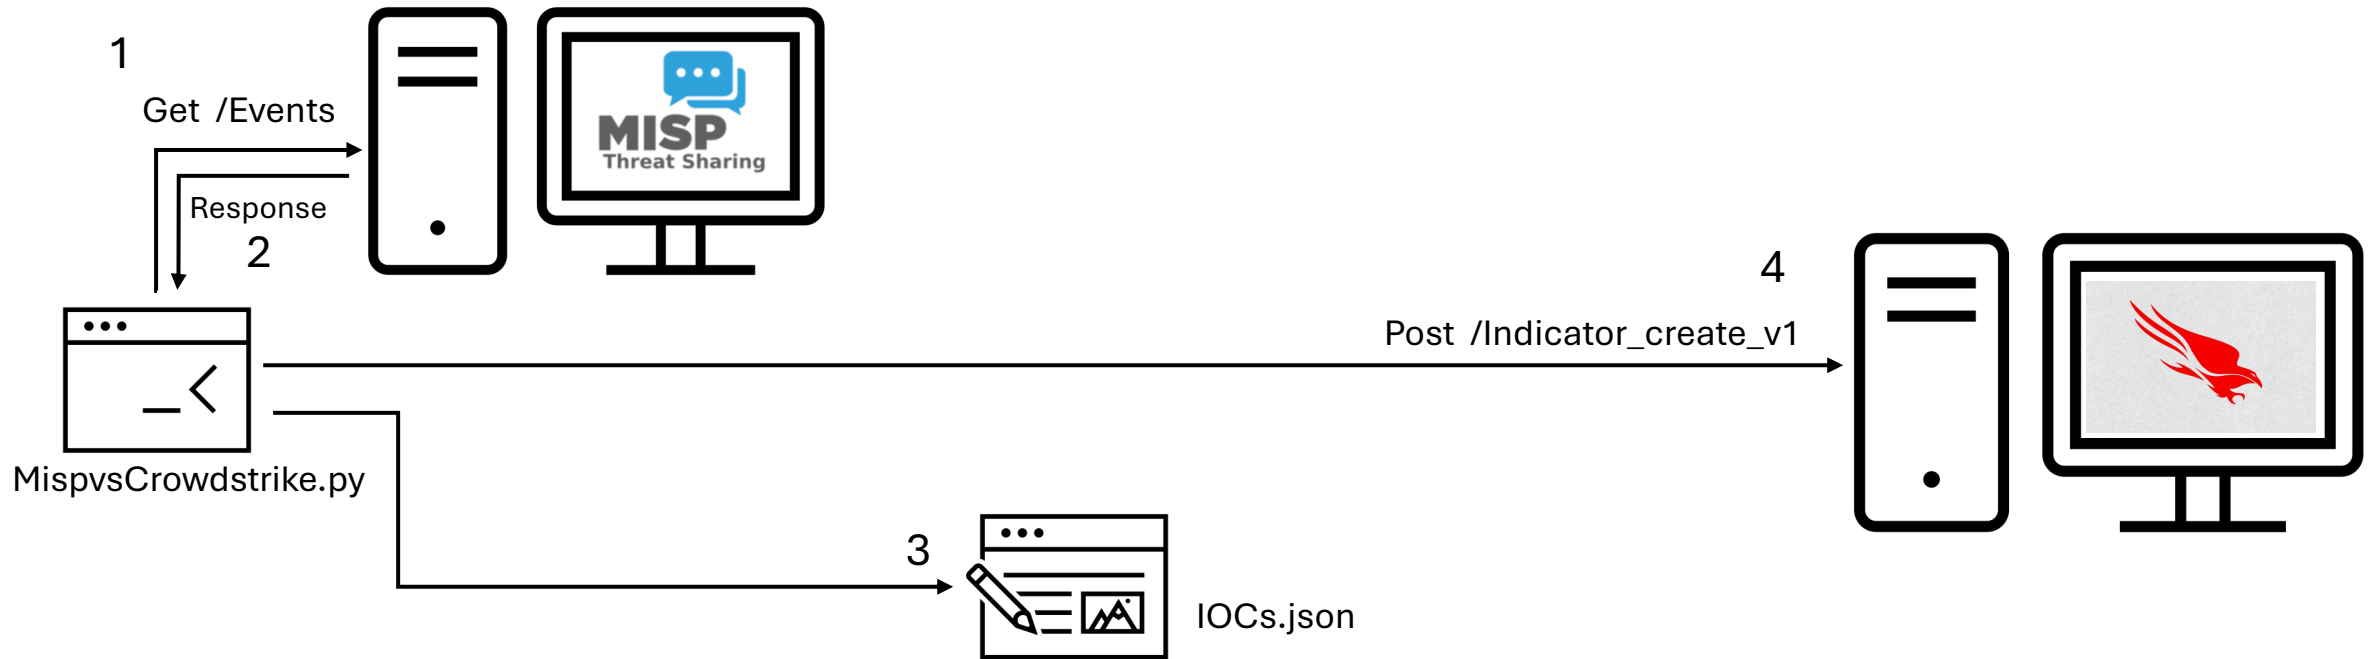 1
Get /Events
MISP
Threat Sharing
Response
2
4
Post /Indicator_create_v1
MispvsCrowdstrike.py
3
IOCs.json